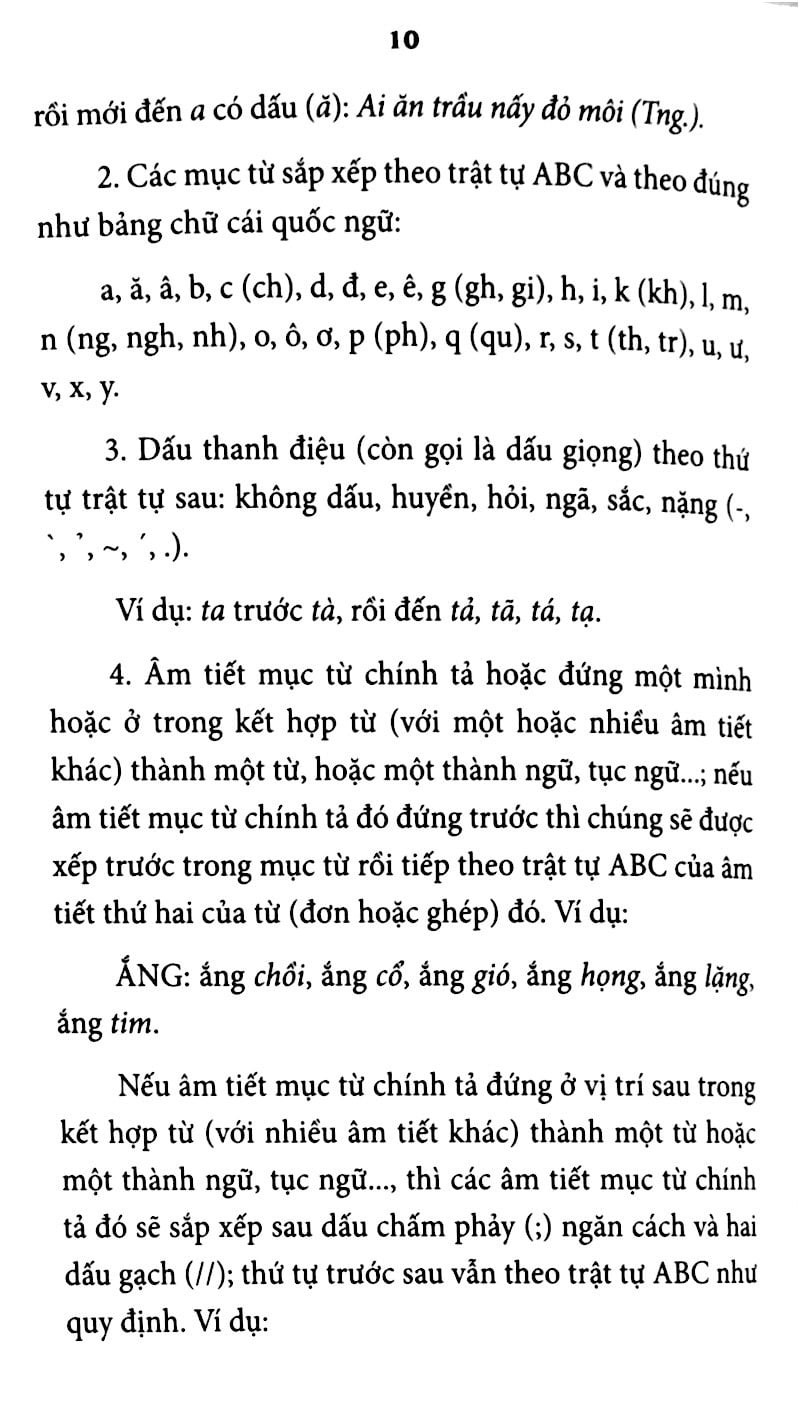 10
rồi mới đến a có dấu (ă): Ai ăn trầu nấy đỏ môi (Tng.).
2. Các mục từ sắp xếp theo trật tự ABC và theo đúng
như bảng chữ cái quốc ngữ:
a, ă, â, b, c (ch), d, đ, e, ê, g (gh, gi), h, i, k (kh), l, m,
n (ng, ngh, nh), o, ô, ơ, p (ph), q (qu), r, s, t (th, tr), u, ư,
v, x, y.
3. Dấu thanh điệu (còn gọi là dấu giọng) theo thứ
tự trật tự sau: không dấu, huyền, hỏi, ngã, sắc, nặng (-,
`, ̉, ~, ´, .).
Ví dụ: ta trước tà, rồi đến tả, tã, tá, tạ.
4. Âm tiết mục từ chính tả hoặc đứng một mình
hoặc ở trong kết hợp từ (với một hoặc nhiều âm tiết
khác) thành một từ, hoặc một thành ngữ, tục ngữ...; nếu
âm tiết mục từ chính tả đó đứng trước thì chúng sẽ được
xếp trước trong mục từ rồi tiếp theo trật tự ABC của âm
tiết thứ hai của từ (đơn hoặc ghép) đó. Ví dụ:
ẮNG: ắng chồi, ắng cổ, ắng gió, ắng họng, ắng lặng,
ắng tim.
Nếu âm tiết mục từ chính tả đứng ở vị trí sau trong
kết hợp từ (với nhiều âm tiết khác) thành một từ hoặc
một thành ngữ, tục ngữ..., thì các âm tiết mục từ chính
tả đó sẽ sắp xếp sau dấu chấm phảy (;) ngăn cách và hai
dấu gạch (//); thứ tự trước sau vẫn theo trật tự ABC như
quy định. Ví dụ: